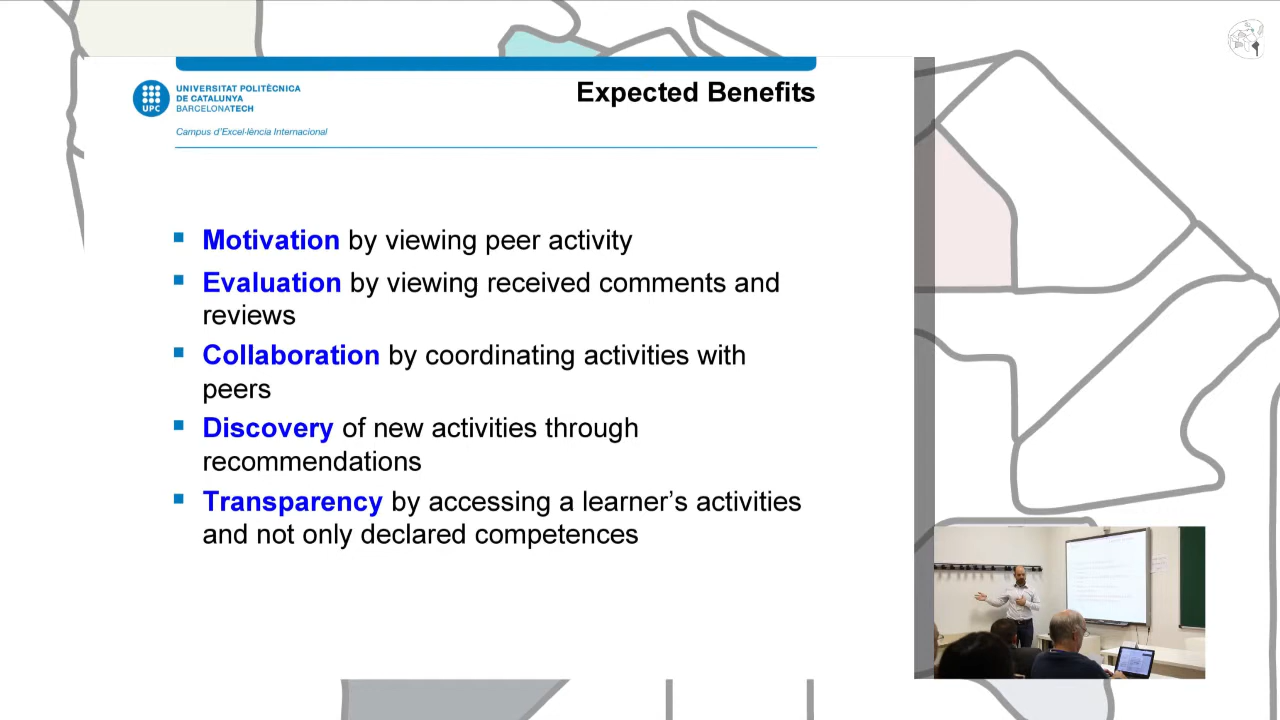 UNIVERSITAT POLITÈCNICA
DE CATALUNYA
BARCELONATECH
UPC
Campus d'Excel·lència Internacional
Expected Benefits
Motivation by viewing peer activity
Evaluation by viewing received comments and
reviews
Collaboration by coordinating activities with
peers
Discovery of new activities through
recommendations
Transparency by accessing a learner's activities
and not only declared competences